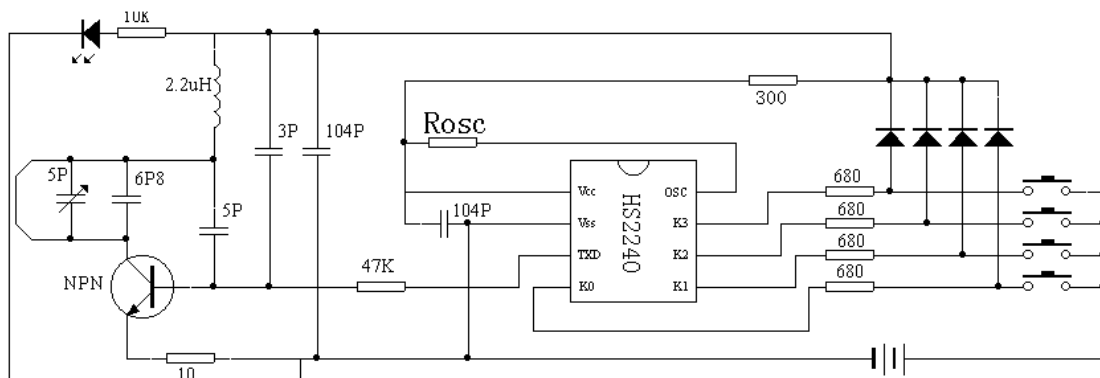 10K
2.2uH
3P
104P
300
Rosc
5P
6P8
5P
680
Vcc
OSC
HS2240
104P
Vss
K3
680
NPN
47K
TXD
K2
680
K0
K1
680
10